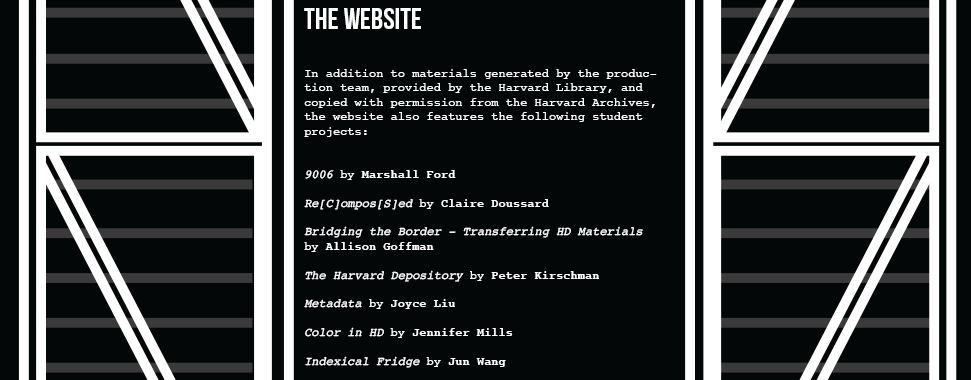 THE WEBSITE
In addition to materials generated by the produc-
tion team, provided by the Harvard Library, and
copied with permission from the Harvard Archives,
the website also features the following student
projects:
9006 by Marshall Ford
Re[C]ompos[S]ed by Claire Doussard
Bridging the Border – Transferring HD Materials
by Allison Goffman
The Harvard Depository by Peter Kirschman
Metadata by Joyce Liu
Color in HD by Jennifer Mills
Indexical Fridge by Jun Wang